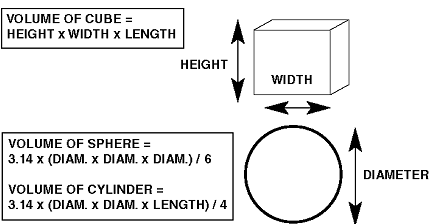 VOLUME OF CUBE =
HEIGHT x WIDTH x LENGTH
HEIGHT
WIDTH
VOLUME OF SPHERE =
3.14 x (DIAM. x DIAM. x DIAM.) / 6
VOLUME OF CYLINDER =
3.14 x (DIAM. x DIAM. x LENGTH) / 4
DIAMETER